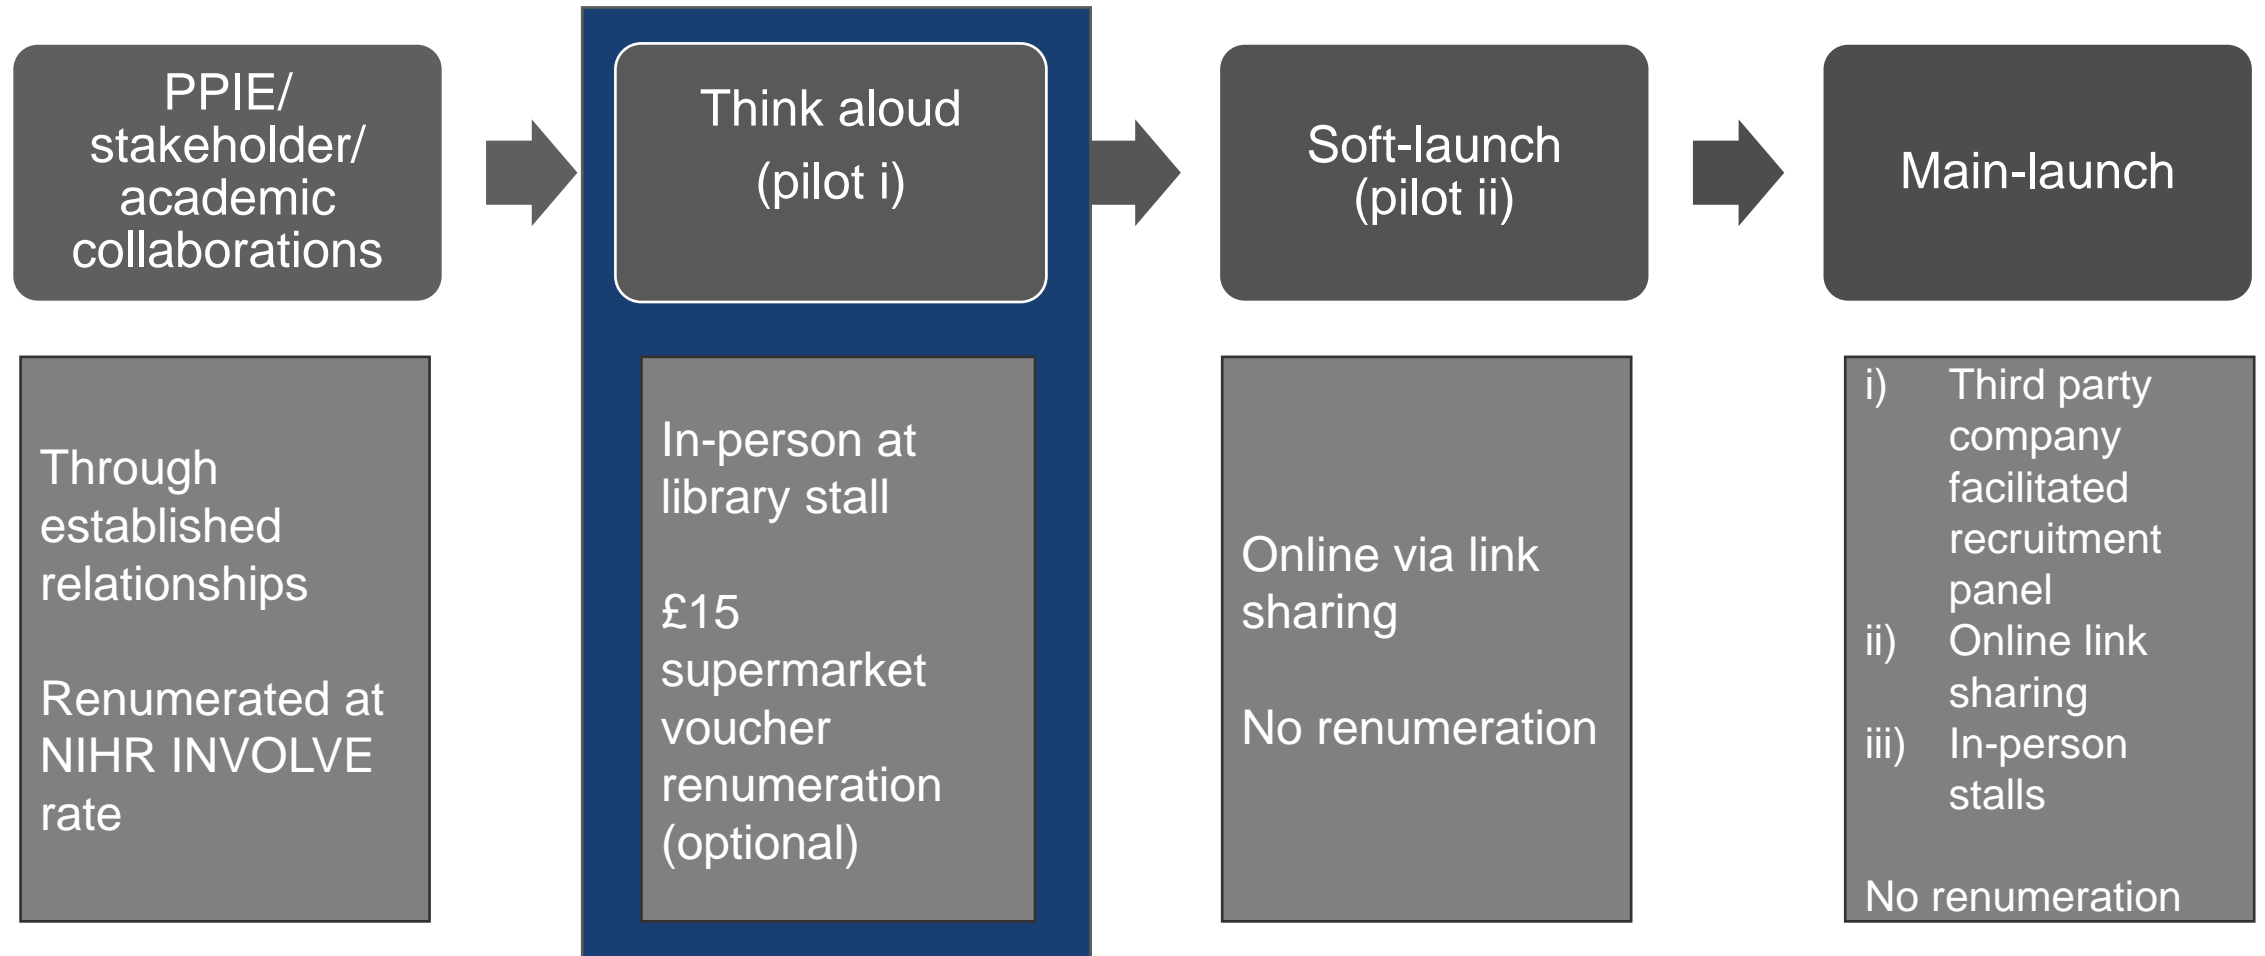 PPIE/
stakeholder/
academic
collaborations
Think aloud
(pilot i)
Soft-launch
(pilot ii)
Main-launch
Through
established
relationships
Renumerated at
NIHR INVOLVE
rate
In-person at
library stall
£15
supermarket
voucher
renumeration
(optional)
Online via link
sharing
No renumeration
i) Third party
company
facilitated
recruitment
panel
ii) Online link
sharing
iii) In-person
stalls
No renumeration